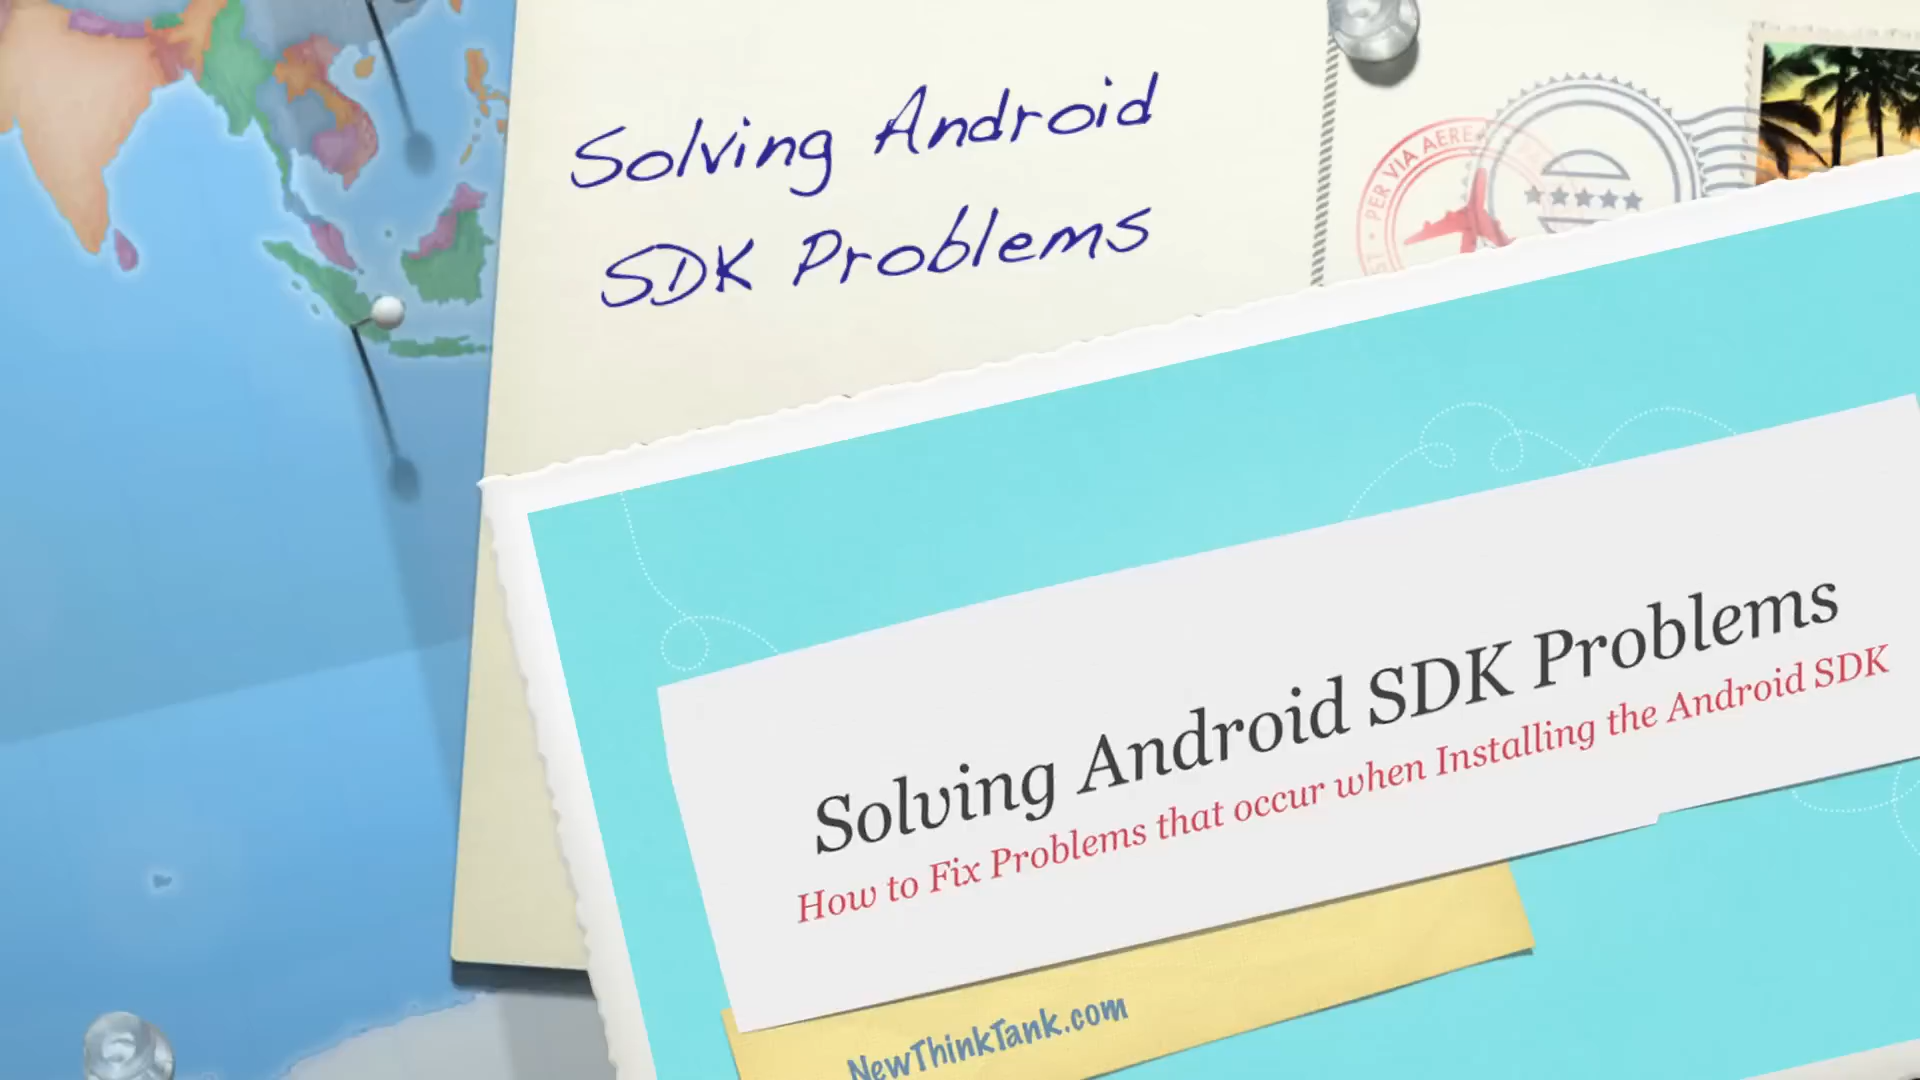 Solving Android
SDK Problems
PER VIA AERE
Solving Android SDK Problems
How to Fix Problems that occur when Installing the Android SDK
NewThinkTank.com